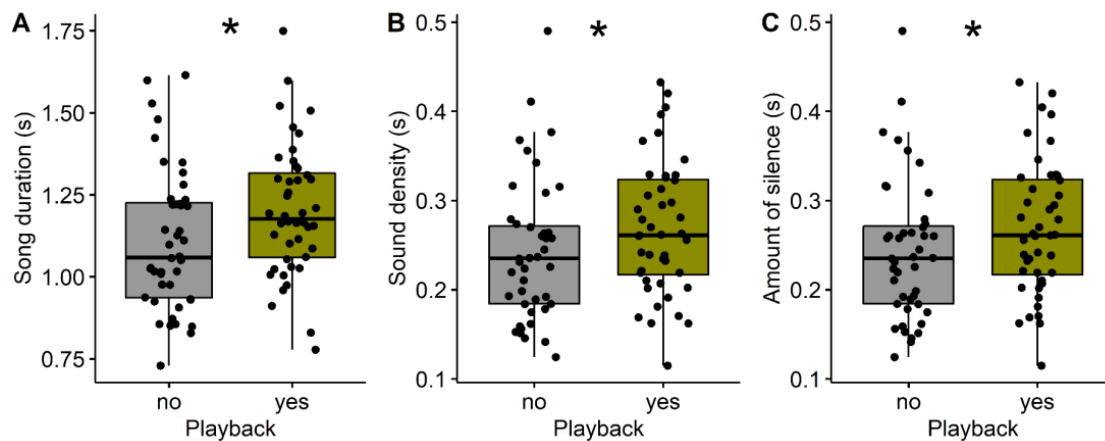 A
*
1.75
1.50
1.25
1.00
0.75
Song duration (s)
no
yes
Playback
B
*
0.5
0.4
0.3
0.2
0.1
Sound density (s)
no
yes
Playback
C
*
0.5
0.4
0.3
0.2
0.1
Amount of silence (s)
no
yes
Playback